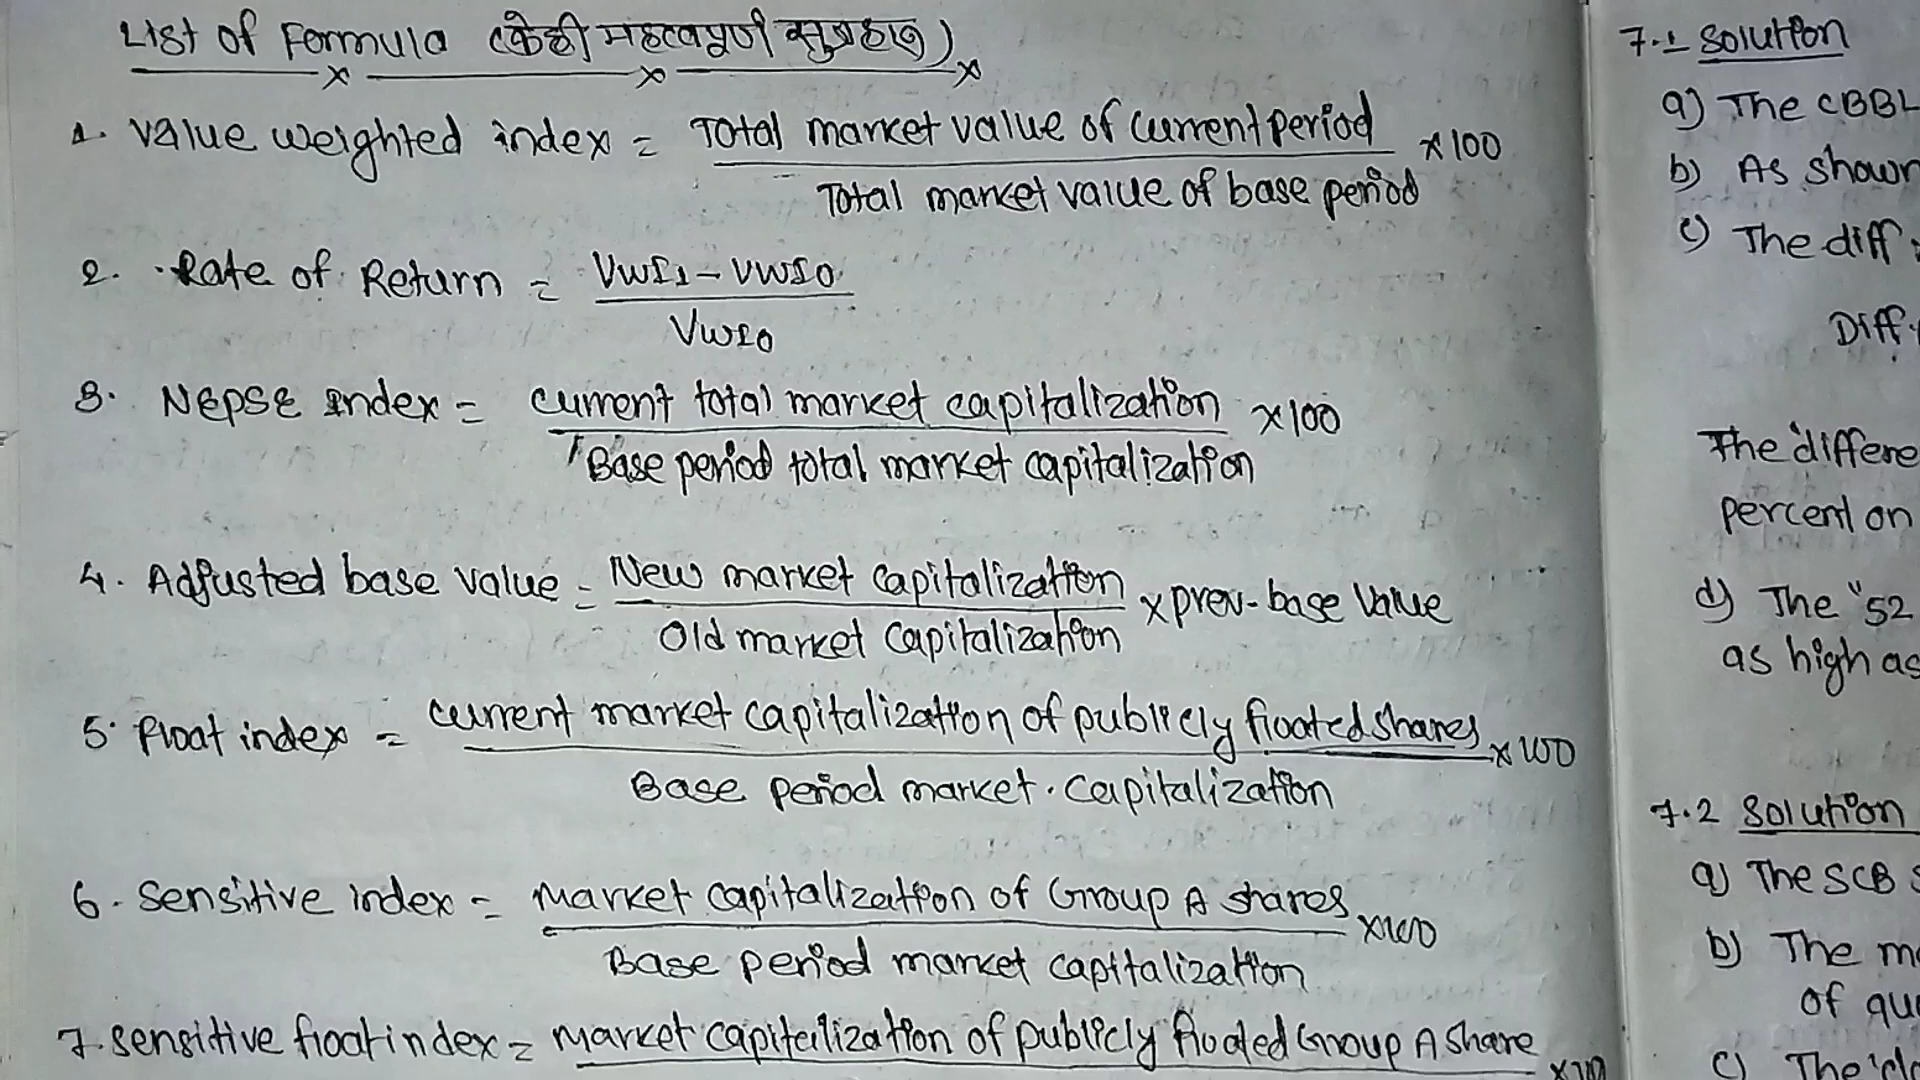 List of Formula (केही महत्वपूर्ण सुत्रहरु)
1. Value weighted index = Total market value of current period / Total market value of base period × 100
2. Rate of Return = VWI1 - VWI0 / VWI0
3. Nepse Index = Current total market capitalization / Base period total market capitalization × 100
4. Adjusted base value = New market capitalization / Old market capitalization × prev. base value
5. Float index = current market capitalization of publicly floated shares / Base period market capitalization × 100
6. Sensitive index = Market capitalization of Group A shares / Base period market capitalization × 100
7. Sensitive float index = Market capitalization of publicly floated Group A share
7.1 Solution
a) The CBBL
b) As shown
c) The diff
Diff.
The differe
percent on
d) The "52
as high as
7.2 Solution
a) The SCB
b) The
of
c) The